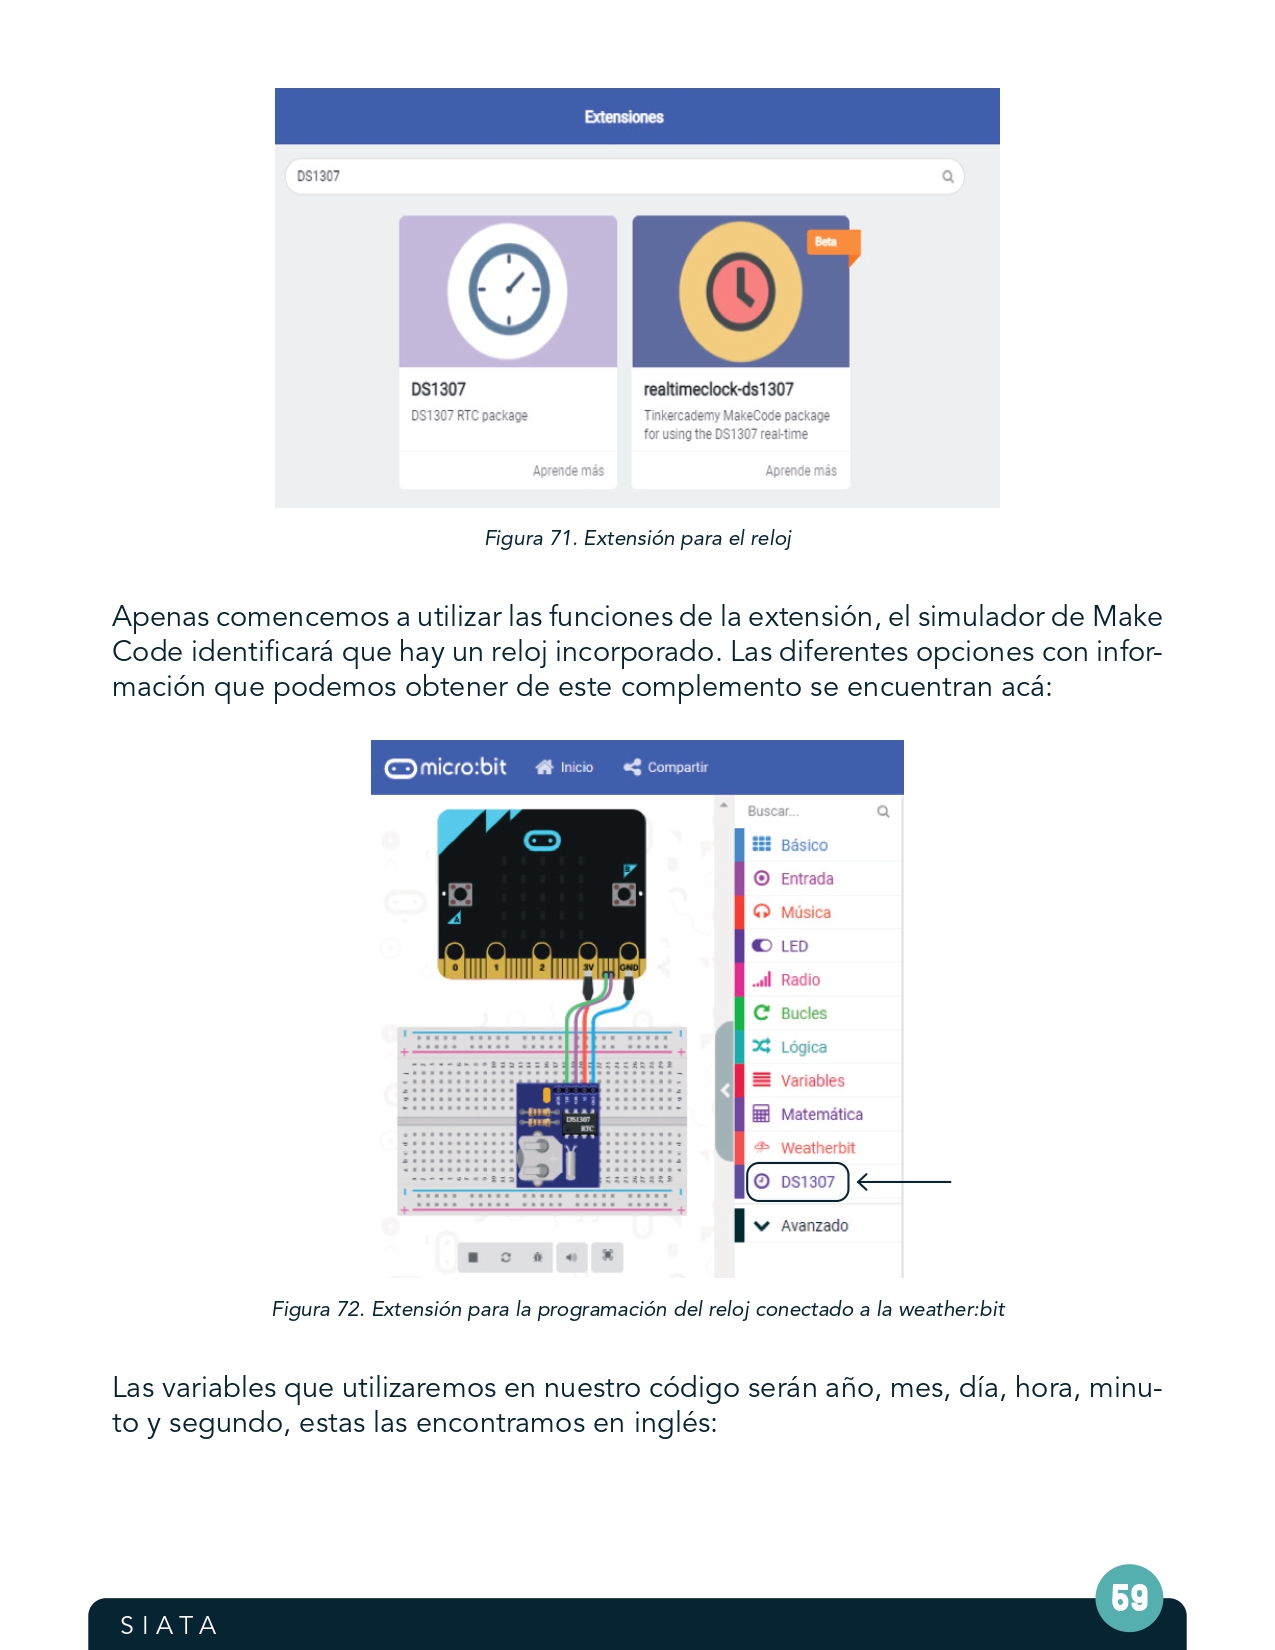 Extensiones
DS1307
Beta
DS1307
DS1307 RTC package
Aprende más
realtimeclock-ds1307
Tinkercademy MakeCode package
for using the DS1307 real-time
Aprende más
Figura 71. Extensión para el reloj
Apenas comencemos a utilizar las funciones de la extensión, el simulador de Make
Code identificará que hay un reloj incorporado. Las diferentes opciones con infor-
mación que podemos obtener de este complemento se encuentran acá:
micro:bit Inicio Compartir
Buscar...
Básico
Entrada
Música
LED
Radio
Bucles
Lógica
Variables
Matemática
Weatherbit
DS1307
Avanzado
B
A
0 1 2 3V GND
DS1307
RTC
Figura 72. Extensión para la programación del reloj conectado a la weather:bit
Las variables que utilizaremos en nuestro código serán año, mes, día, hora, minu-
to y segundo, estas las encontramos en inglés:
SIATA
59